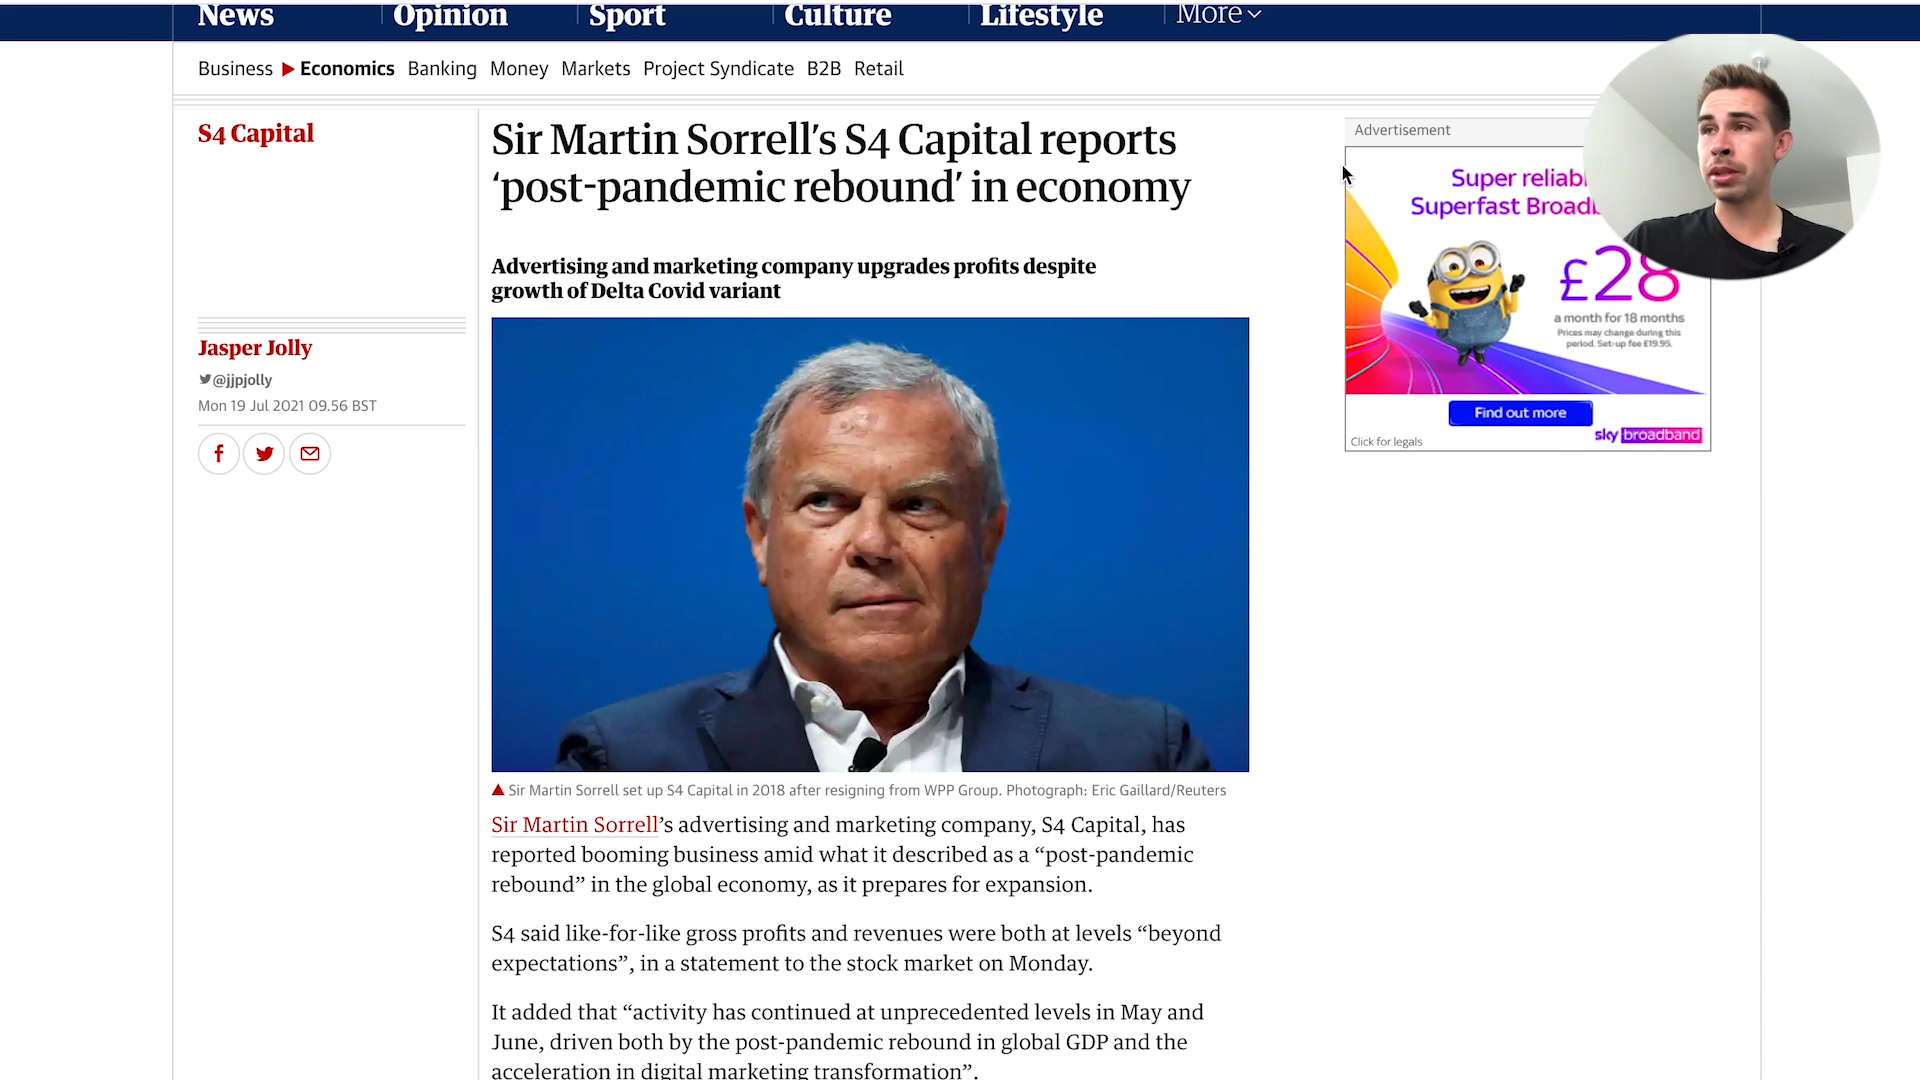 News
Opinion
Sport
Culture
Lifestyle
More
Business
Economics
Banking
Money
Markets
Project Syndicate
B2B
Retail
S4 Capital
Sir Martin Sorrell’s S4 Capital reports
‘post-pandemic rebound’ in economy
Advertising and marketing company upgrades profits despite
growth of Delta Covid variant
Jasper Jolly
@jjpjolly
Mon 19 Jul 2021 09.56 BST
Sir Martin Sorrell set up S4 Capital in 2018 after resigning from WPP Group. Photograph: Eric Gaillard/Reuters
Sir Martin Sorrell’s advertising and marketing company, S4 Capital, has
reported booming business amid what it described as a “post-pandemic
rebound” in the global economy, as it prepares for expansion.
S4 said like-for-like gross profits and revenues were both at levels “beyond
expectations”, in a statement to the stock market on Monday.
It added that “activity has continued at unprecedented levels in May and
June, driven both by the post-pandemic rebound in global GDP and the
acceleration in digital marketing transformation”.
Advertisement
Super
Superfast
£28
a month for 18 months
Prices may change during this
period. Set-up fee £19.95.
Find out more
sky broadband
Click for legals